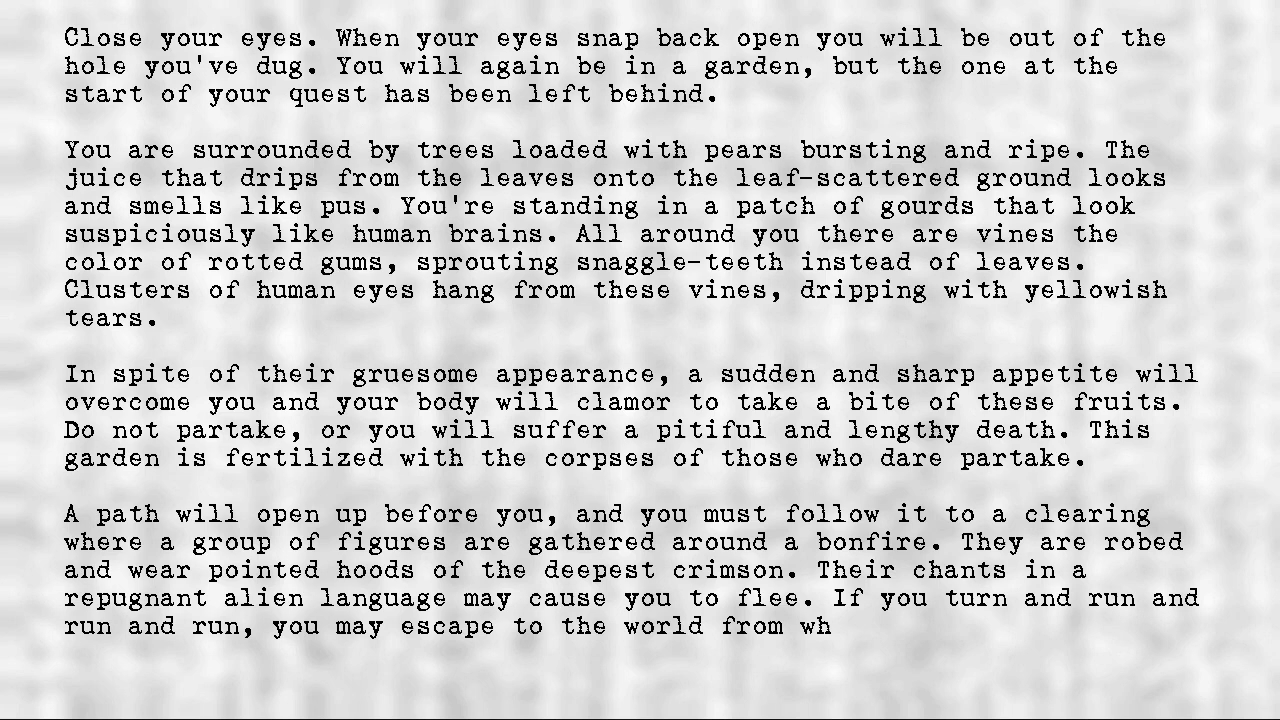 Close your eyes. When your eyes snap back open you will be out of the
hole you've dug. You will again be in a garden, but the one at the
start of your quest has been left behind.
You are surrounded by trees loaded with pears bursting and ripe. The
juice that drips from the leaves onto the leaf-scattered ground looks
and smells like pus. You're standing in a patch of gourds that look
suspiciously like human brains. All around you there are vines the
color of rotted gums, sprouting snaggle-teeth instead of leaves.
Clusters of human eyes hang from these vines, dripping with yellowish
tears.
In spite of their gruesome appearance, a sudden and sharp appetite will
overcome you and your body will clamor to take a bite of these fruits.
Do not partake, or you will suffer a pitiful and lengthy death. This
garden is fertilized with the corpses of those who dare partake.
A path will open up before you, and you must follow it to a clearing
where a group of figures are gathered around a bonfire. They are robed
and wear pointed hoods of the deepest crimson. Their chants in a
repugnant alien language may cause you to flee. If you turn and run and
run and run, you may escape to the world from wh